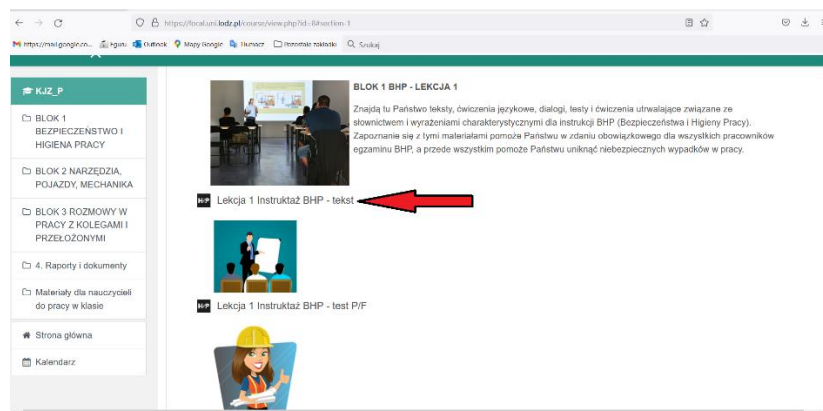 https://local.uni.lodz.pl/course/view.php?id=8#section-1
https://mail.google.co... Eguru Outlook Mapy Google Tłumacz Pozostałe zakładki Szukaj
KJZ_P
BLOK 1
BEZPIECZEŃSTWO I
HIGIENA PRACY
BLOK 2 NARZĘDZIA,
POJAZDY, MECHANIKA
BLOK 3 ROZMOWY W
PRACY Z KOLEGAMI I
PRZEŁOŻONYMI
4. Raporty i dokumenty
Materiały dla nauczycieli
do pracy w klasie
Strona główna
Kalendarz
BLOK 1 BHP - LEKCJA 1
Znajdą tu Państwo teksty, ćwiczenia językowe, dialogi, testy i ćwiczenia utrwalające związane ze
słownictwem i wyrażeniami charakterystycznymi dla instrukcji BHP (Bezpieczeństwa i Higieny Pracy).
Zapoznanie się z tymi materiałami pomoże Państwu w zdaniu obowiązkowego dla wszystkich pracowników
egzaminu BHP, a przede wszystkim pomoże Państwu uniknąć niebezpiecznych wypadków w pracy.
H-P Lekcja 1 Instruktaż BHP - tekst
H-P Lekcja 1 Instruktaż BHP - test P/F